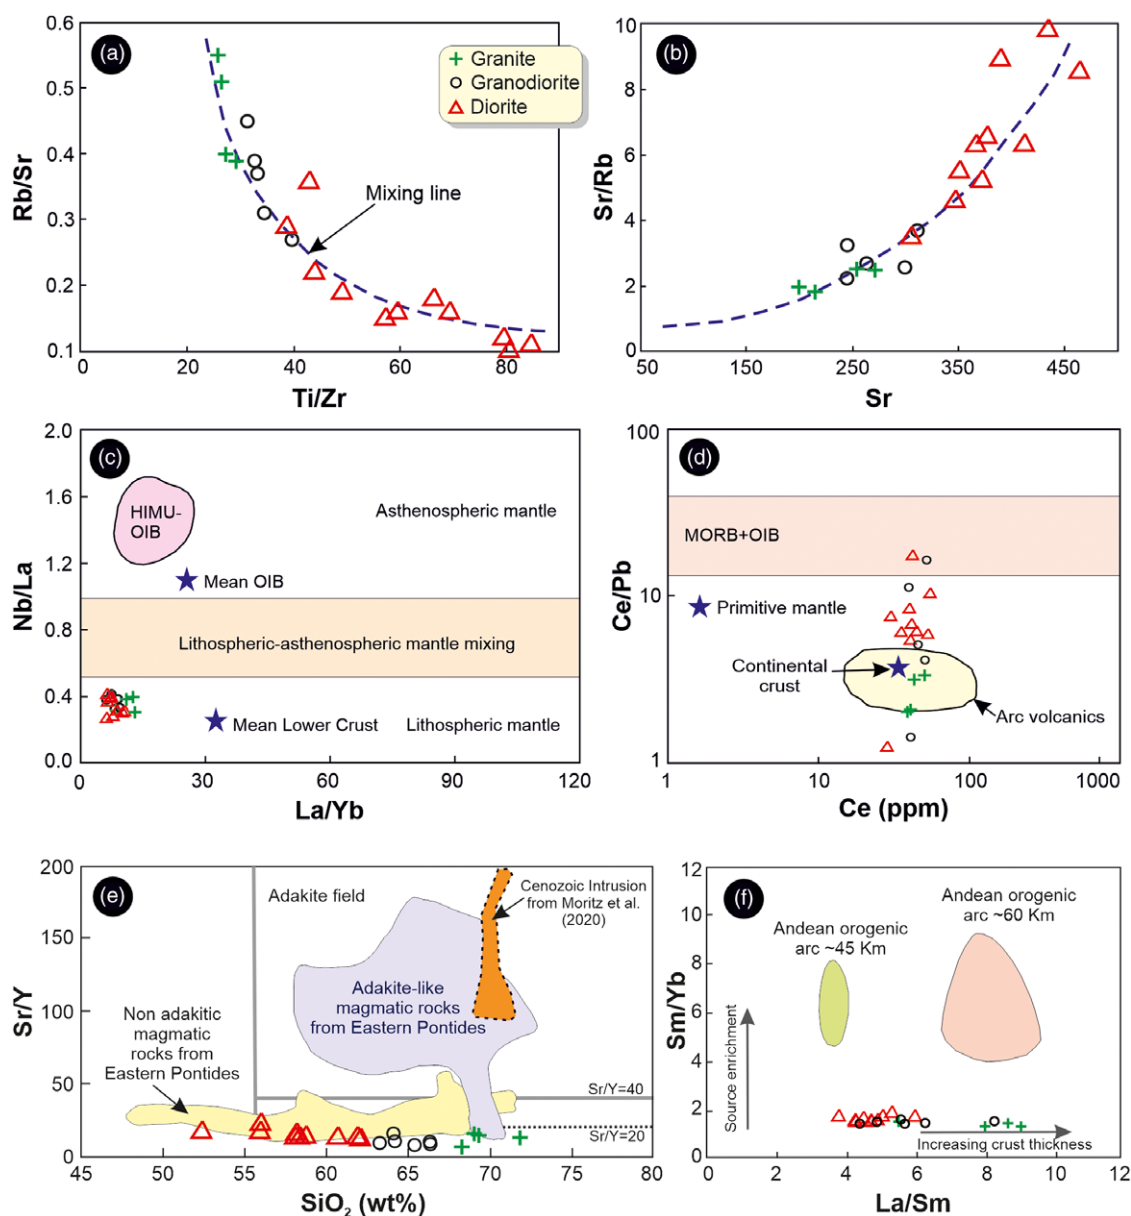 (a)
0.6
0.5
0.4
0.3
0.2
0.1
Rb/Sr
Granite
Granodiorite
Diorite
Mixing line
0
20
40
60
80
Ti/Zr
(b)
10
8
6
4
2
0
Sr/Rb
50
150
250
350
450
Sr
(c)
2.0
1.6
1.2
0.8
0.4
0.0
Nb/La
HIMU-
OIB
Asthenospheric mantle
Mean OIB
Lithospheric-asthenospheric mantle mixing
Mean Lower Crust
Lithospheric mantle
0
30
60
90
120
La/Yb
(d)
100
10
1
Ce/Pb
MORB+OIB
Primitive mantle
Continental
crust
Arc volcanics
1
10
100
1000
Ce (ppm)
(e)
200
150
100
50
0
Sr/Y
Adakite field
Cenozoic Intrusion
from Moritz et al.
(2020)
Adakite-like
magmatic rocks
from Eastern Pontides
Non adakitic
magmatic
rocks from
Eastern Pontides
Sr/Y=40
Sr/Y=20
45
50
55
60
65
70
75
80
SiO₂ (wt%)
(f)
12
10
8
6
4
2
0
Sm/Yb
Andean orogenic
arc ~45 Km
Andean orogenic
arc ~60 Km
Source enrichment
Increasing crust thickness
0
2
4
6
8
10
12
La/Sm